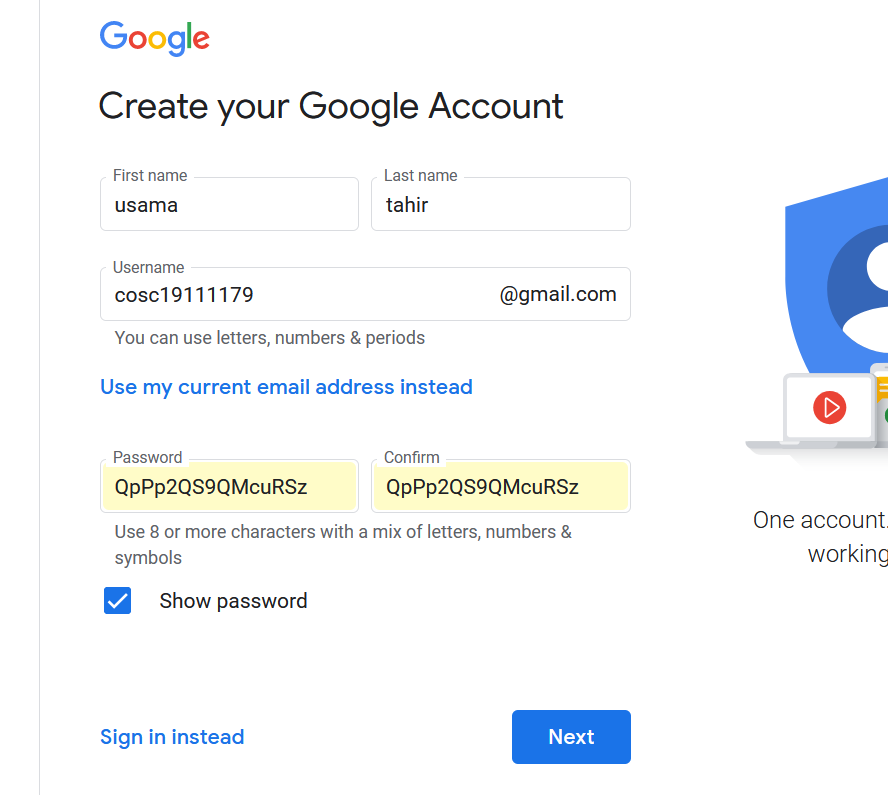 Google
Create your Google Account
First name
Last name
usama
tahir
Username
cosc19111179
@gmail.com
You can use letters, numbers & periods
Use my current email address instead
Password
Confirm
QpPp2QS9QMcuRSz
QpPp2QS9QMcuRSz
Use 8 or more characters with a mix of letters, numbers &
symbols
Show password
One account.
working
Sign in instead
Next